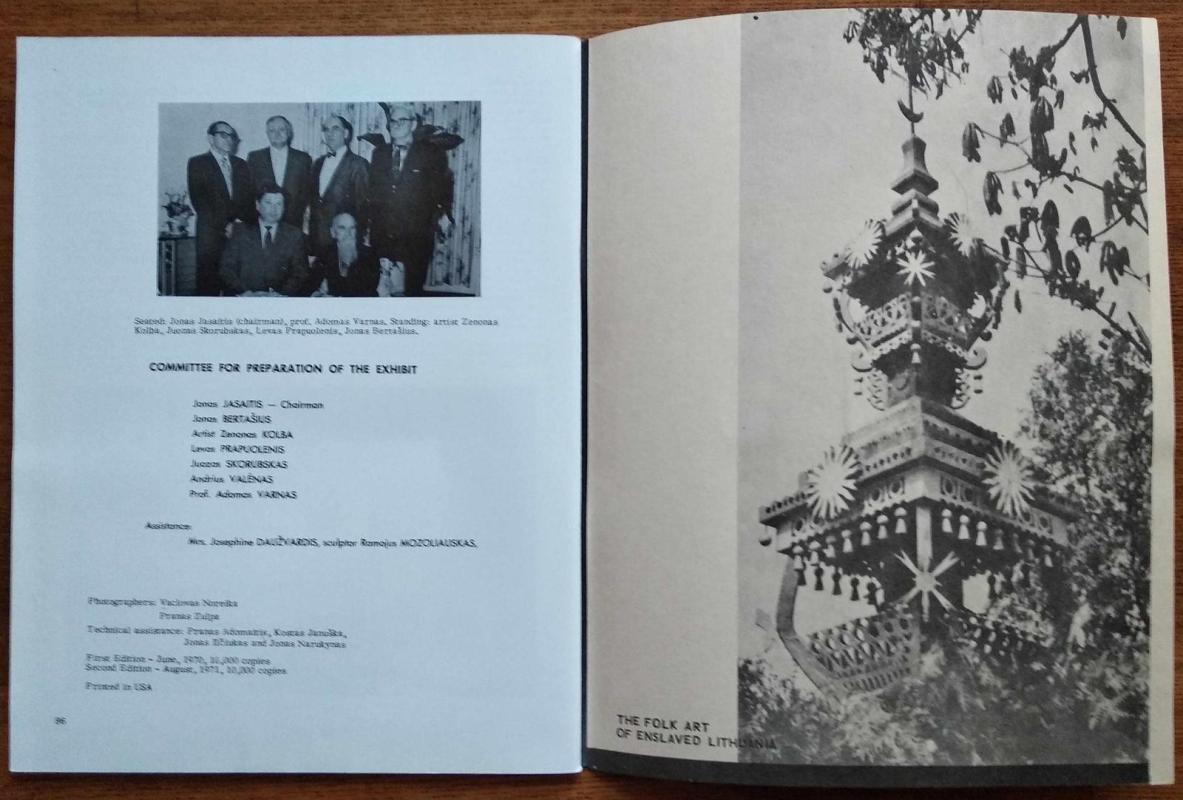 Seated: Jonas Jasaitis (chairman), prof. Adomas Varnas. Standing: artist Zenonas
Kolba, Juozas Skorubskas, Levas Prapuolenis, Jonas Bertašius.
COMMITTEE FOR PREPARATION OF THE EXHIBIT
Jonas JASAITIS — Chairman
Jonas BERTAŠIUS
Artist Zenonas KOLBA
Levas PRAPUOLENIS
Juozas SKORUBSKAS
Andrius VALĖNAS
Prof. Adomas VARNAS
Assistance:
Mrs. Josephine DAUŽVARDIS, sculptor Ramojus MOZOLIAUSKAS.
Photographers: Vaclovas Noreika
Pranas Tulpa
Technical assistance: Pranas Adomaitis, Kostas Januška,
Jonas and Jonas Narukynas
First Edition - June, 1970, 10,000 copies
Second Edition - August, 1971, 10,000 copies
Printed in USA
96
THE FOLK ART
OF ENSLAVED LITHUANIA